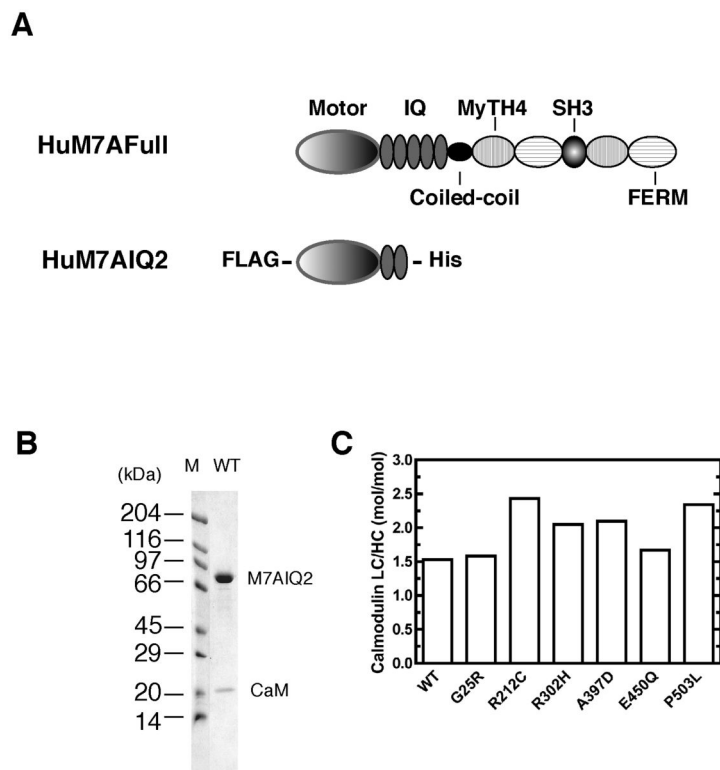 A
Motor IQ MyTH4 SH3
HuM7AFull
Coiled-coil FERM
HuM7AIQ2 FLAG- -His
B
(kDa) M WT
204
116
97
66
45
29
20
14
M7AIQ2
CaM
C
Calmodulin LC/HC (mol/mol)
3.0
2.5
2.0
1.5
1.0
0.5
0.0
WT G25R R212C R302H A397D E450Q P503L